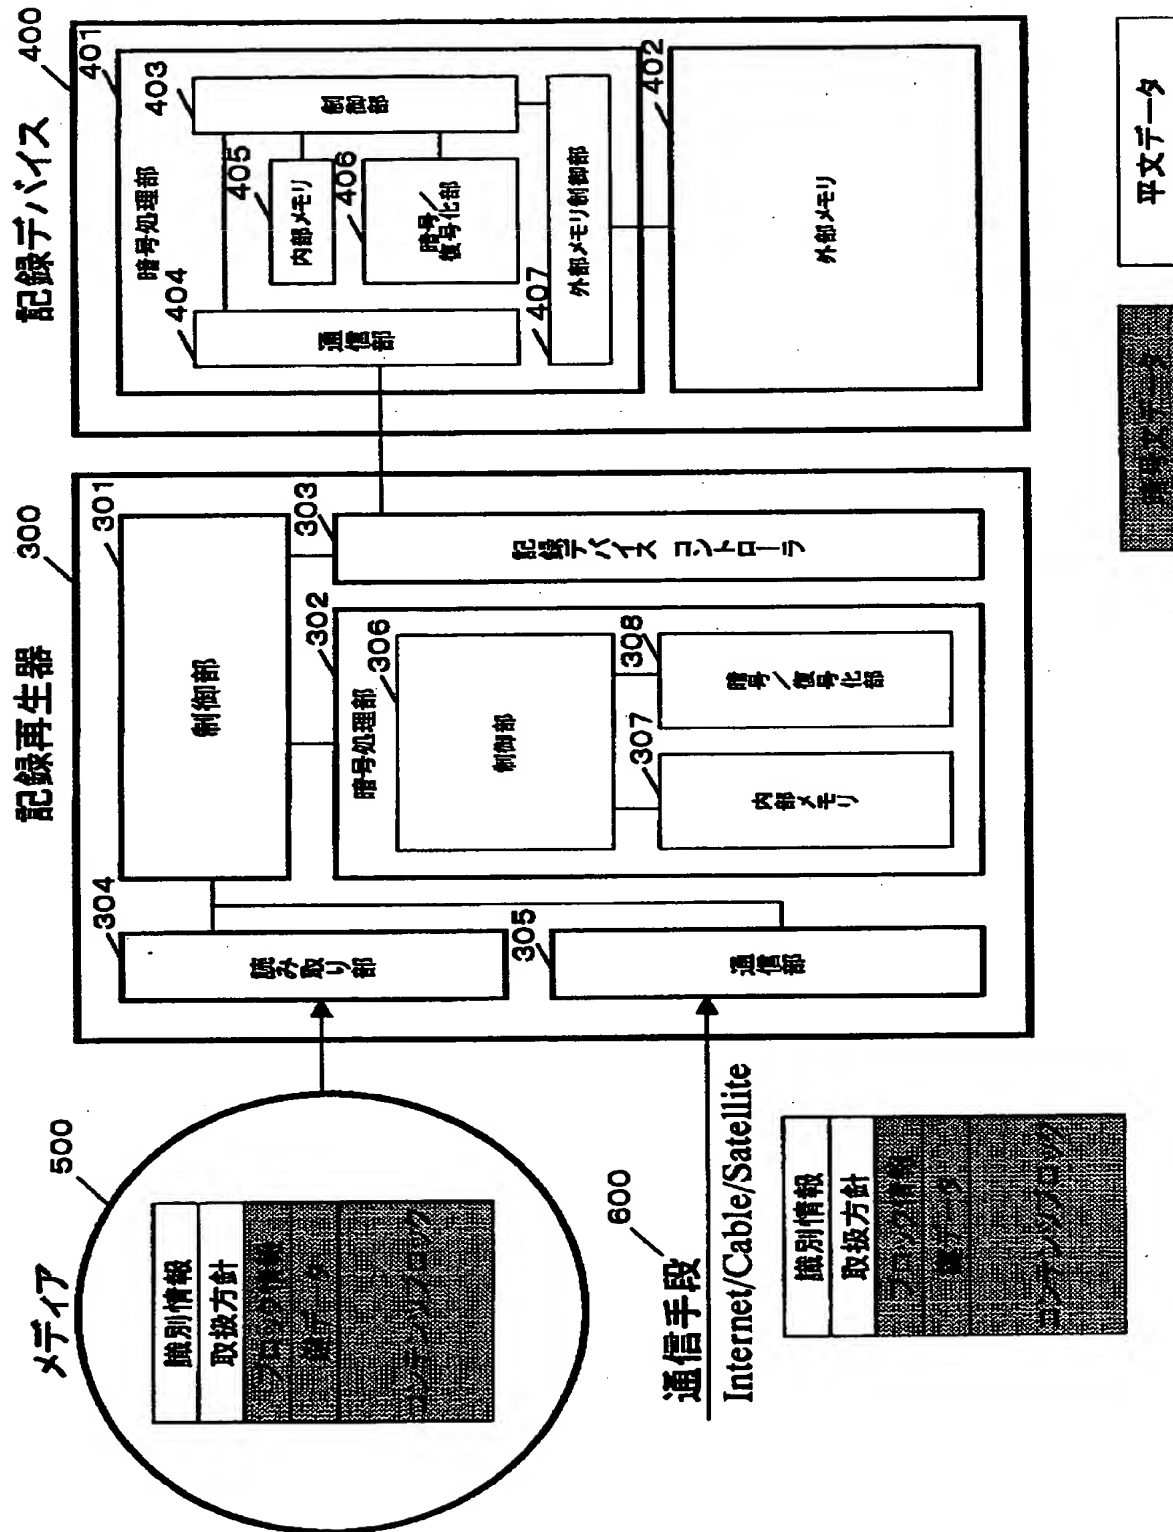 メディア
500
識別情報
取扱方針
ブロック情報
鍵データ
コンテンツブロック
通信手段
600
Internet/Cable/Satellite
識別情報
取扱方針
ブロック情報
鍵データ
コンテンツブロック
記録再生器
300
301
制御部
302
暗号処理部
303
記録デバイス コントローラ
304
読み取り部
305
通信部
306
制御部
307
内部メモリ
308
暗号／復号化部
記録デバイス
400
401
暗号処理部
402
外部メモリ
403
制御部
404
通信部
405
内部メモリ
406
暗号／
復号化部
407
外部メモリ制御部
暗号文データ
平文データ